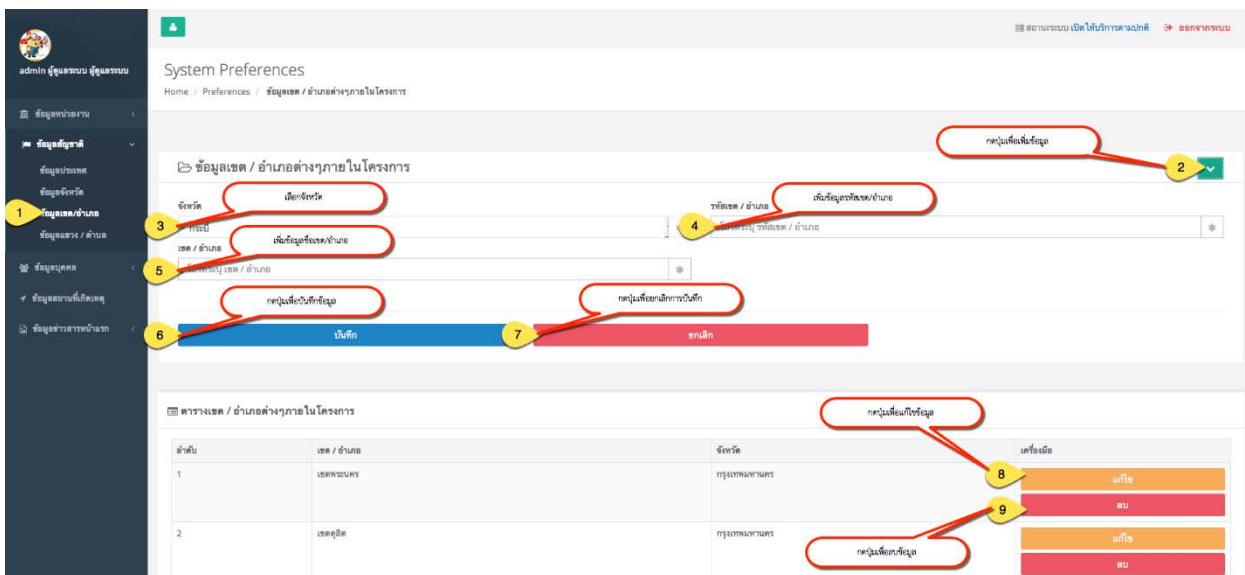 สถานะระบบ เปิดให้บริการตามปกติ ออกจากระบบ
admin ผู้ดูแลระบบ ผู้ดูแลระบบ
System Preferences
Home / Preferences / ข้อมูลเขต / อำเภอต่างๆภายในโครงการ
ข้อมูลหน่วยงาน
ข้อมูลสัญชาติ
ข้อมูลประเทศ
ข้อมูลจังหวัด
1 ข้อมูลเขต/อำเภอ
ข้อมูลแขวง / ตำบล
ข้อมูลบุคคล
ข้อมูลสถานที่เกิดเหตุ
ข้อมูลข่าวสารหน้าแรก
กดปุ่มเพื่อเพิ่มข้อมูล
ข้อมูลเขต / อำเภอต่างๆภายในโครงการ
2
จังหวัด
เลือกจังหวัด
รหัสเขต / อำเภอ
เพิ่มข้อมูลรหัสเขต/อำเภอ
3 กระบี่
4 ต้องระบุ รหัสเขต / อำเภอ
เขต / อำเภอ
เพิ่มข้อมูลชื่อเขต/อำเภอ
5 ต้องระบุ เขต / อำเภอ
กดปุ่มเพื่อบันทึกข้อมูล
กดปุ่มเพื่อยกเลิกการบันทึก
6 บันทึก
7 ยกเลิก
ตารางเขต / อำเภอต่างๆภายในโครงการ
กดปุ่มเพื่อแก้ไขข้อมูล
ลำดับ เขต / อำเภอ จังหวัด เครื่องมือ
1 เขตพระนคร กรุงเทพมหานคร 8 แก้ไข
9 ลบ
2 เขตดุสิต กรุงเทพมหานคร แก้ไข
กดปุ่มเพื่อลบข้อมูล
ลบ